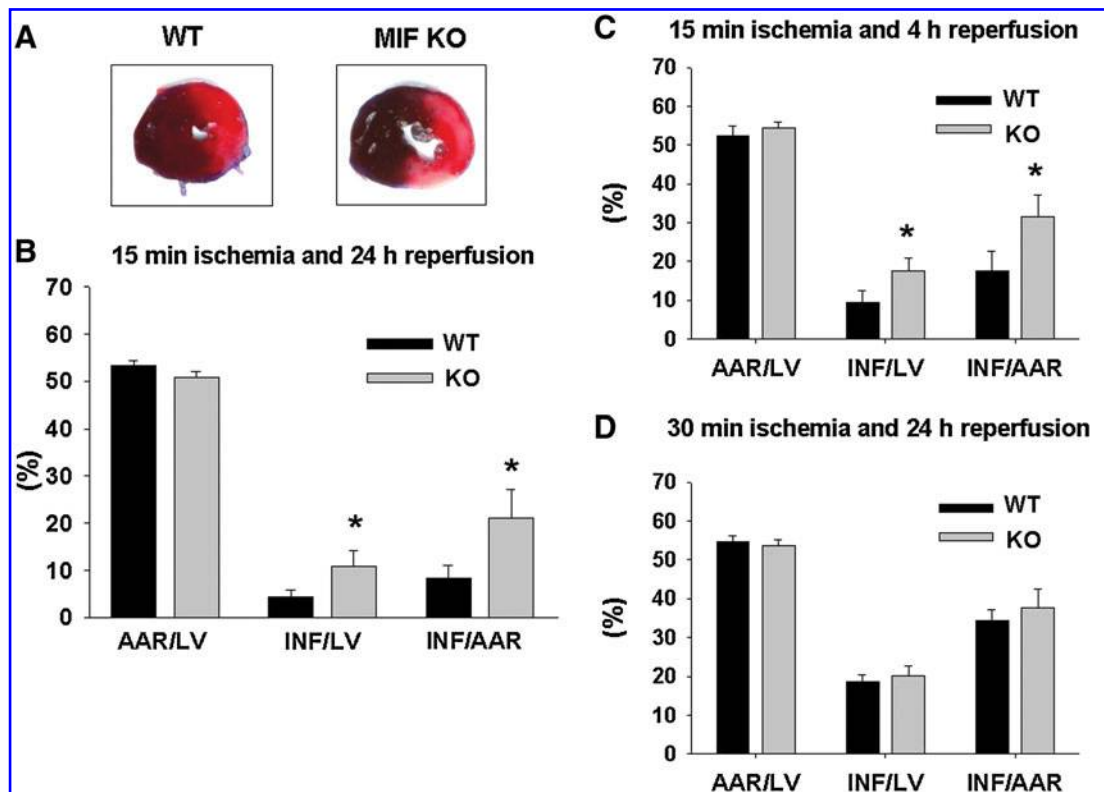 A
WT
MIF KO
B
15 min ischemia and 24 h reperfusion
70
60
50
40
30
20
10
0
(%)
WT
KO
*
*
AAR/LV
INF/LV
INF/AAR
C
15 min ischemia and 4 h reperfusion
70
60
50
40
30
20
10
0
(%)
WT
KO
*
*
AAR/LV
INF/LV
INF/AAR
D
30 min ischemia and 24 h reperfusion
70
60
50
40
30
20
10
0
(%)
WT
KO
AAR/LV
INF/LV
INF/AAR